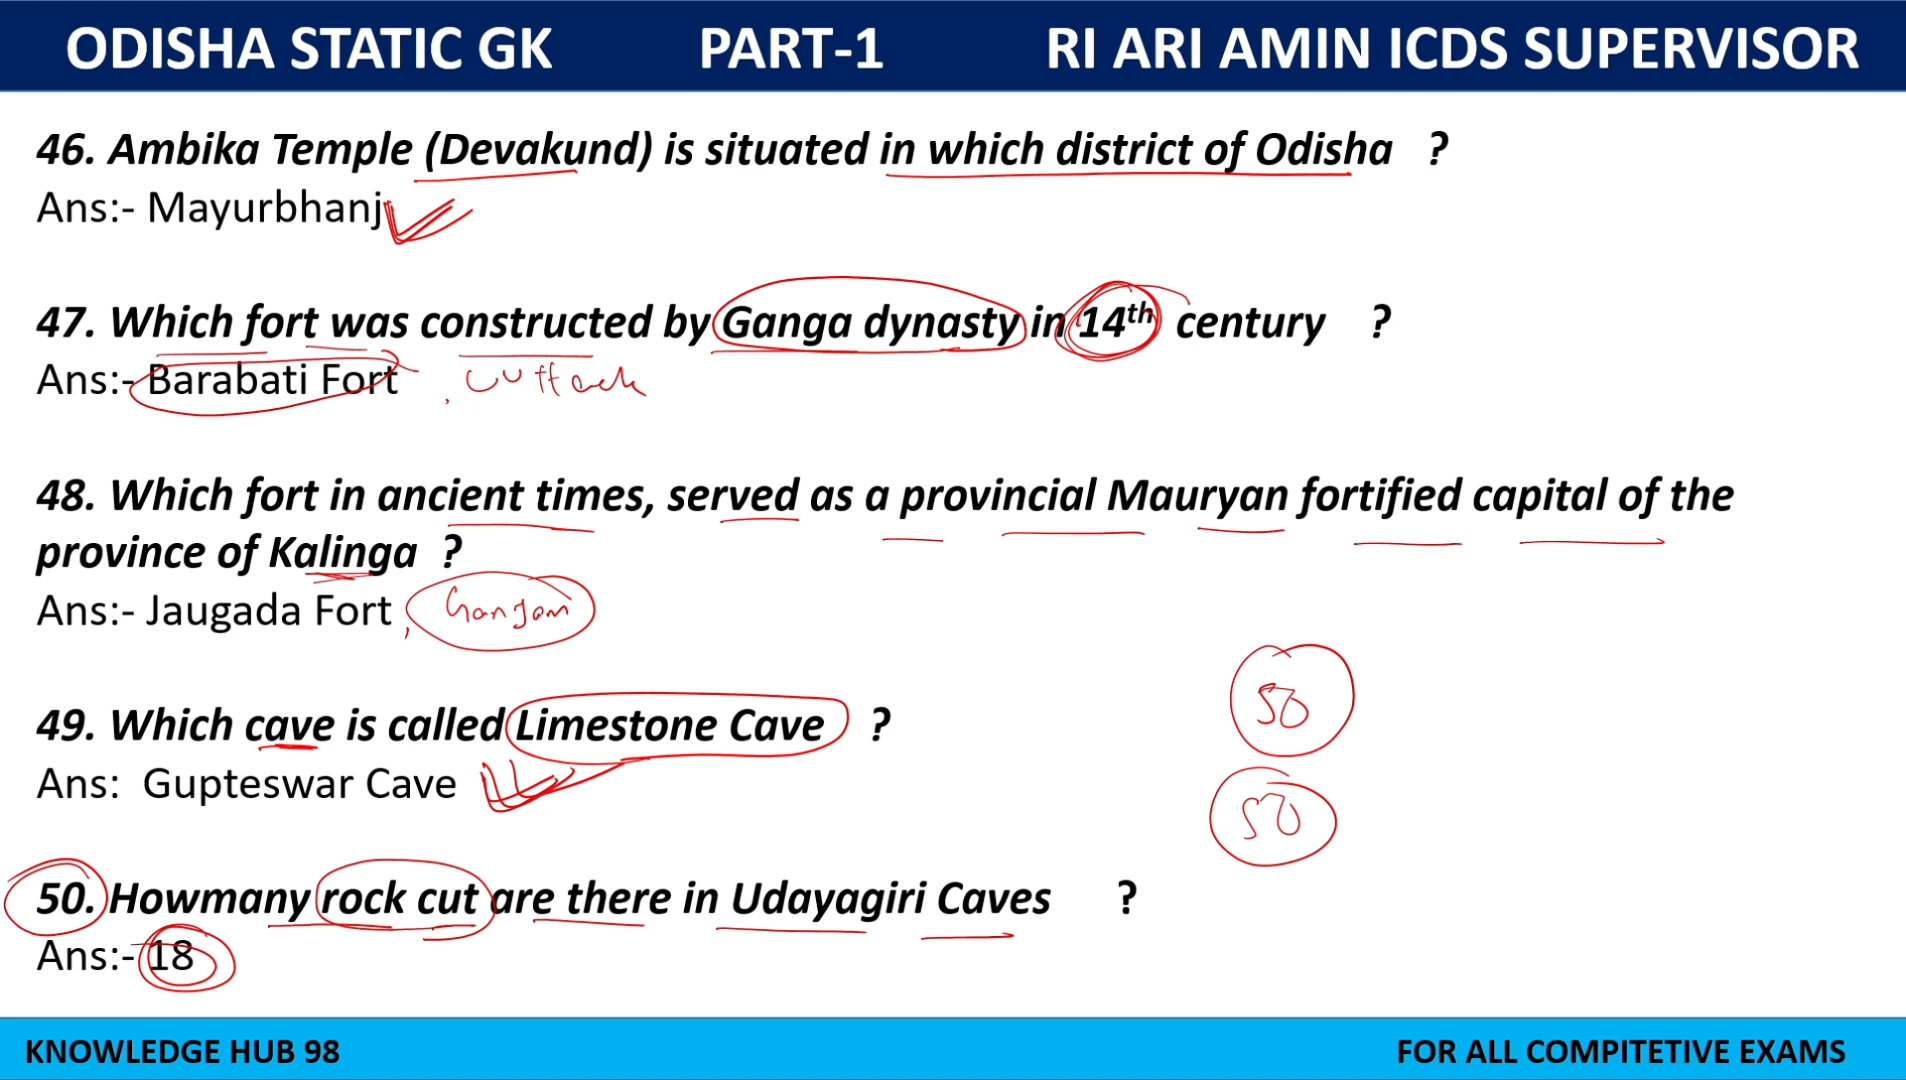 ODISHA STATIC GK PART-1 RI ARI AMIN ICDS SUPERVISOR
46. Ambika Temple (Devakund) is situated in which district of Odisha ?
Ans:- Mayurbhanj
47. Which fort was constructed by Ganga dynasty in 14th century ?
Ans:- Barabati Fort , Cuttack
48. Which fort in ancient times, served as a provincial Mauryan fortified capital of the
province of Kalinga ?
Ans:- Jaugada Fort , Ganjam
50
49. Which cave is called Limestone Cave ?
Ans: Gupteswar Cave
50
50. Howmany rock cut are there in Udayagiri Caves ?
Ans:- 18
KNOWLEDGE HUB 98 FOR ALL COMPITETIVE EXAMS